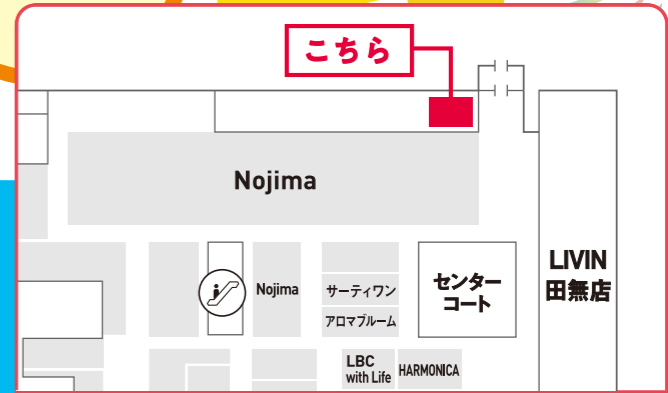 こちら
Nojima
LIVIN
田無店
センター
コート
Nojima
サーティワン
アロマブルーム
LBC
with Life
HARMONICA